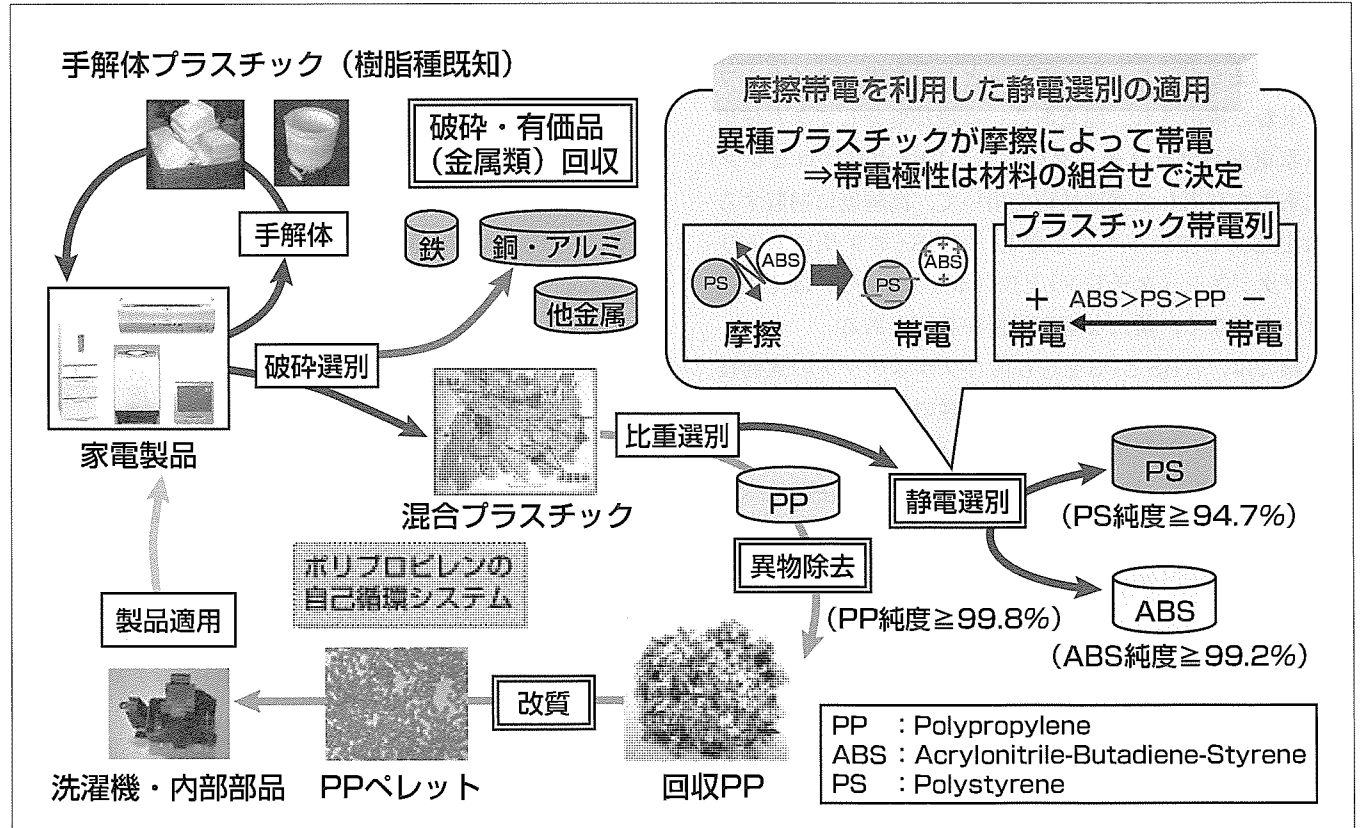 手解体プラスチック（樹脂種既知）
破砕・有価品
（金属類）回収
手解体
鉄
銅・アルミ
他金属
破砕選別
家電製品
摩擦帯電を利用した静電選別の適用
異種プラスチックが摩擦によって帯電
⇒帯電極性は材料の組合せで決定
PS
ABS
摩擦
PS
ABS
帯電
プラスチック帯電列
＋ ABS>PS>PP －
帯電 帯電
混合プラスチック
比重選別
PP
静電選別
PS
（PS純度≧94.7%）
ABS
（ABS純度≧99.2%）
異物除去
（PP純度≧99.8%）
ポリプロピレンの
自己循環システム
製品適用
改質
洗濯機・内部部品
PPペレット
回収PP
PP : Polypropylene
ABS : Acrylonitrile-Butadiene-Styrene
PS : Polystyrene